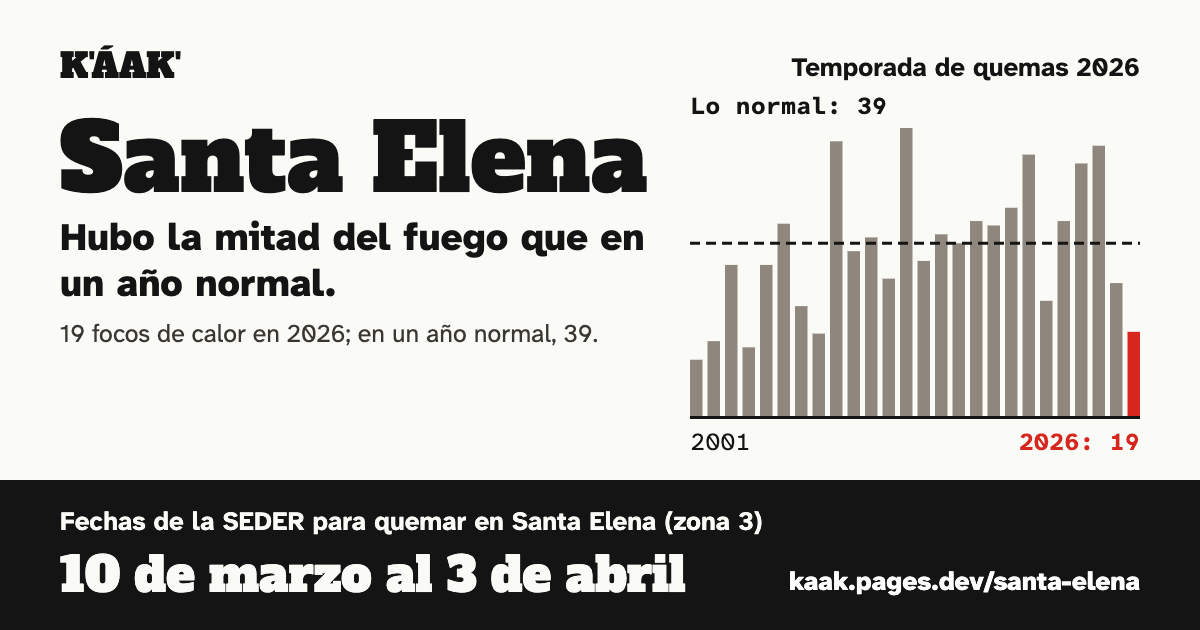 K'ÁAK'
Temporada de quemas 2026
Santa Elena
Hubo la mitad del fuego que en
un año normal.
19 focos de calor en 2026; en un año normal, 39.
Lo normal: 39
2001
2026: 19
Fechas de la SEDER para quemar en Santa Elena (zona 3)
10 de marzo al 3 de abril
kaak.pages.dev/santa-elena